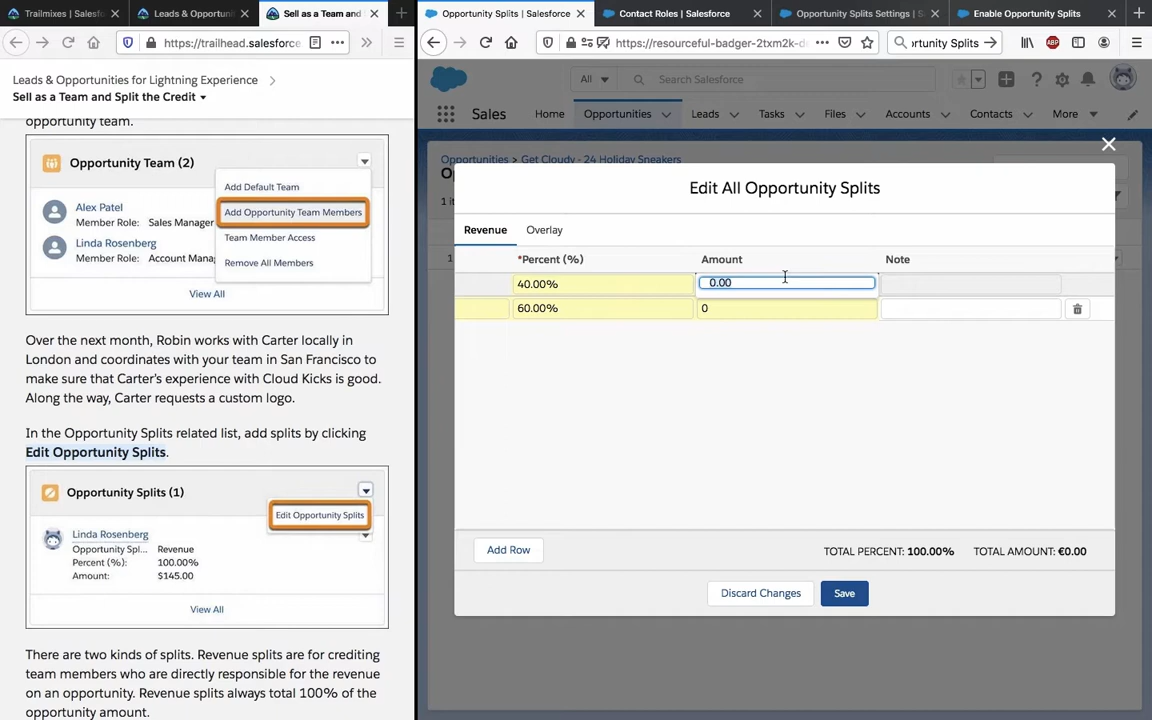 Trailmixes | Salesf
Leads & Opportuni
Sell as a Team and
https://trailhead.salesforce
Leads & Opportunities for Lightning Experience
Sell as a Team and Split the Credit
opportunity team.
Opportunity Team (2)
Add Default Team
Alex Patel
Add Opportunity Team Members
Member Role: Sales Manager
Linda Rosenberg
Team Member Access
Member Role: Account Mana
Remove All Members
View All
Over the next month, Robin works with Carter locally in
London and coordinates with your team in San Francisco to
make sure that Carter's experience with Cloud Kicks is good.
Along the way, Carter requests a custom logo.
In the Opportunity Splits related list, add splits by clicking
Edit Opportunity Splits.
Opportunity Splits (1)
Edit Opportunity Splits
Linda Rosenberg
Opportunity Spl... Revenue
Percent (%): 100.00%
Amount: $145.00
View All
There are two kinds of splits. Revenue splits are for crediting
team members who are directly responsible for the revenue
on an opportunity. Revenue splits always total 100% of the
opportunity amount.
Opportunity Splits | Salesforce
Contact Roles | Salesforce
Opportunity Splits Settings | S
Enable Opportunity Splits
https://resourceful-badger-2txm2k-d
rtunity Splits
ABP
All
Search Salesforce
Sales Home Opportunities Leads Tasks Files Accounts Contacts More
Opportunities > Get Cloudy - 24 Holiday Sneakers
Edit All Opportunity Splits
Revenue Overlay
*Percent (%) Amount Note
40.00% 0.00
60.00% 0
Add Row
TOTAL PERCENT: 100.00% TOTAL AMOUNT: €0.00
Discard Changes Save